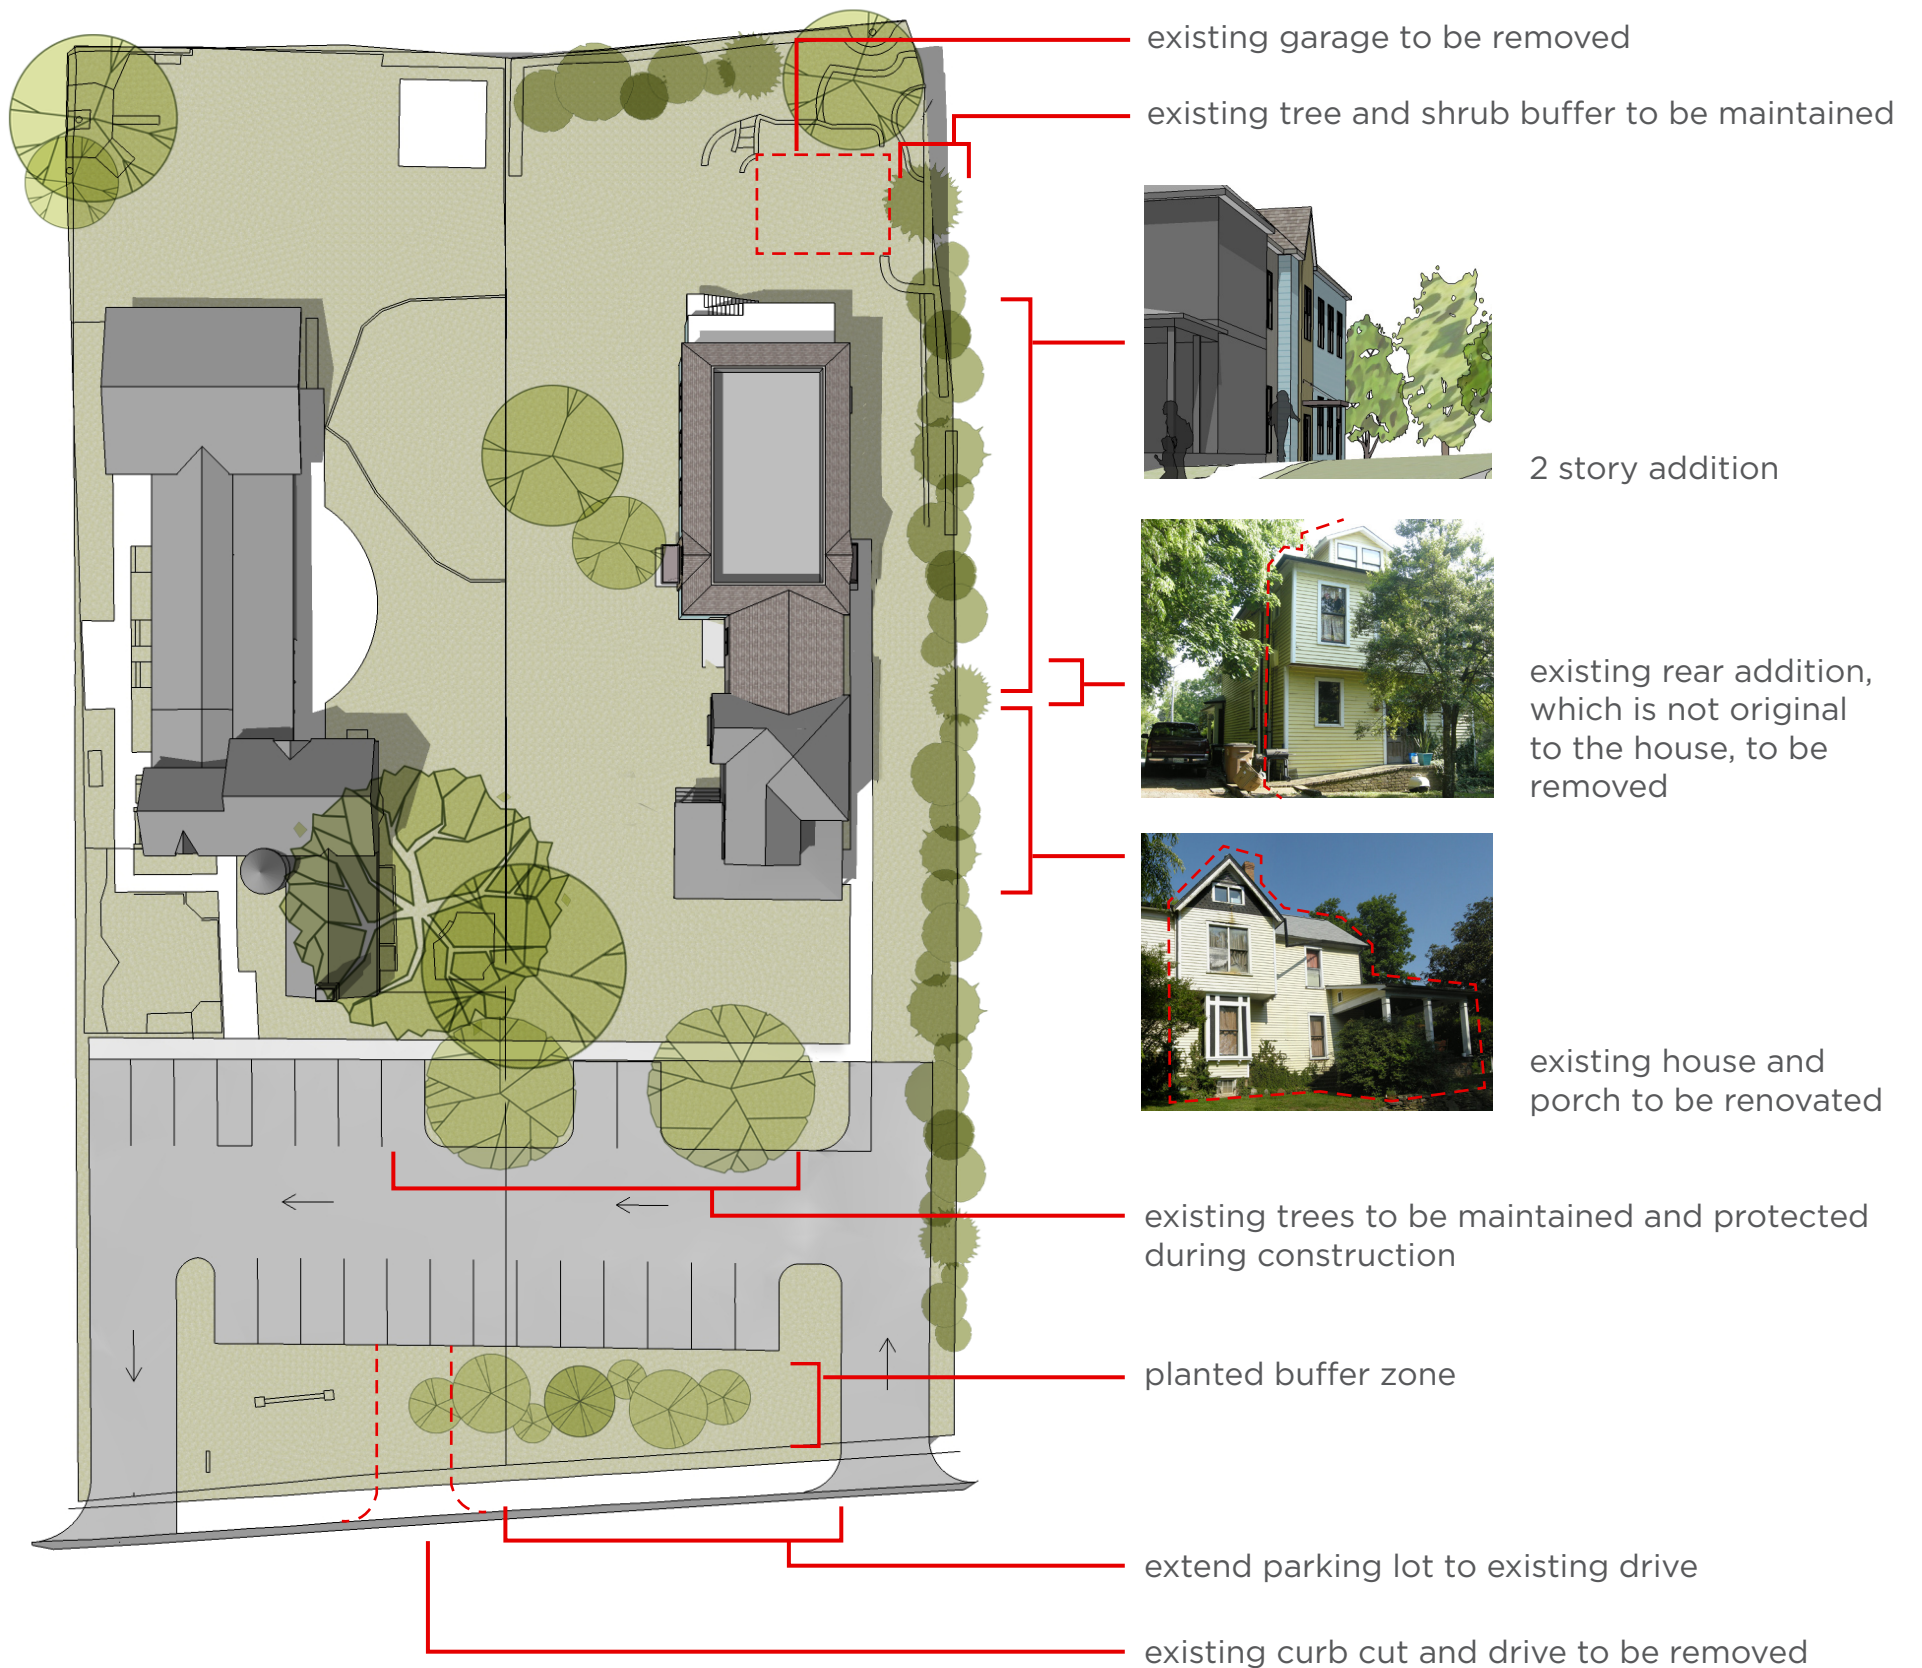 existing garage to be removed
existing tree and shrub buffer to be maintained
2 story addition
existing rear addition,
which is not original
to the house, to be
removed
existing house and
porch to be renovated
existing trees to be maintained and protected
during construction
planted buffer zone
extend parking lot to existing drive
existing curb cut and drive to be removed